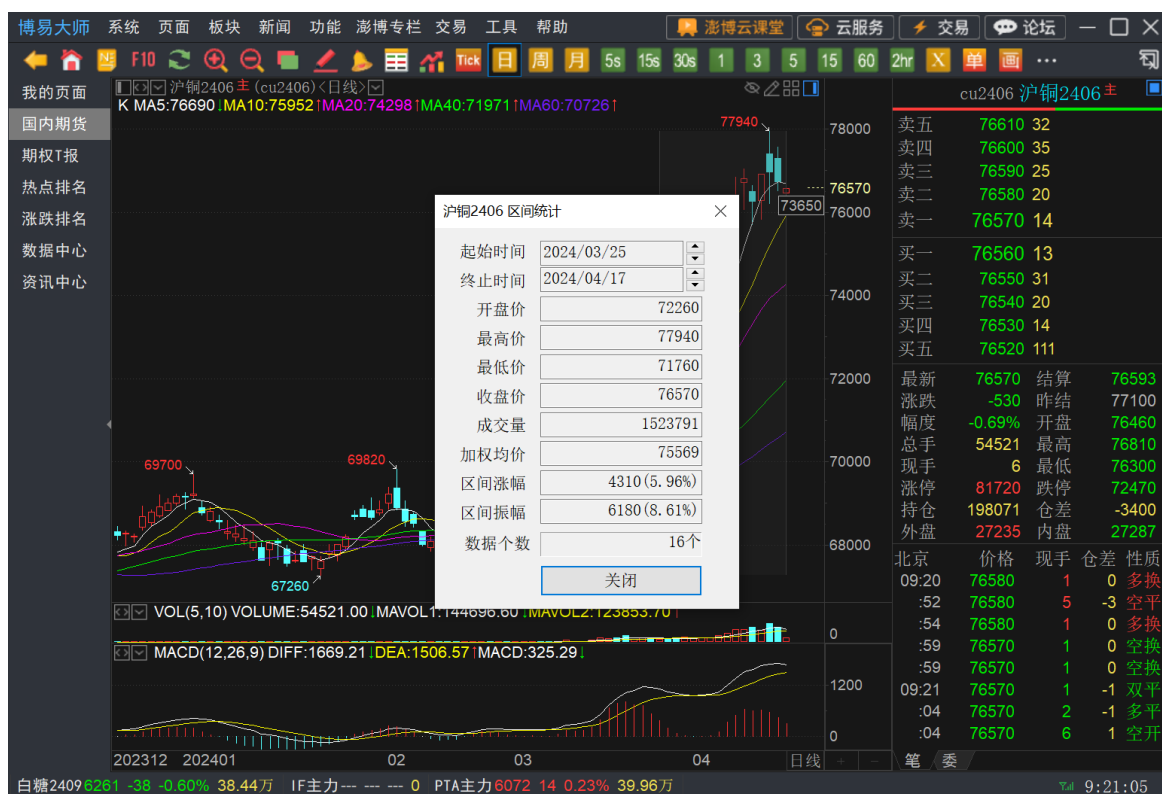 博易大师 系统 页面 板块 新闻 功能 澎博专栏 交易 工具 帮助 澎博云课堂 云服务 交易 论坛
F10 Tick 日 周 月 5s 15s 30s 1 3 5 15 60 2hr X 单 画 ···
我的页面
国内期货
期权T报
热点排名
涨跌排名
数据中心
资讯中心
沪铜2406主(cu2406)<日线>
K MA5:76690↓MA10:75952↑MA20:74298↑MA40:71971↑MA60:70726↑
77940
78000
76570
73650
76000
74000
72000
70000
68000
69700
69820
67260
沪铜2406 区间统计
起始时间 2024/03/25
终止时间 2024/04/17
开盘价 72260
最高价 77940
最低价 71760
收盘价 76570
成交量 1523791
加权均价 75569
区间涨幅 4310(5.96%)
区间振幅 6180(8.61%)
数据个数 16个
关闭
VOL(5,10) VOLUME:54521.00↓MAVOL1:144696.60↓MAVOL2:123853.70↑
0
MACD(12,26,9) DIFF:1669.21↓DEA:1506.57↑MACD:325.29↓
1200
0
202312 202401 02 03 04 日线 + −
cu2406 沪铜2406主
卖五 76610 32
卖四 76600 35
卖三 76590 25
卖二 76580 20
卖一 76570 14
买一 76560 13
买二 76550 31
买三 76540 20
买四 76530 14
买五 76520 111
最新 76570 结算 76593
涨跌 -530 昨结 77100
幅度 -0.69% 开盘 76460
总手 54521 最高 76810
现手 6 最低 76300
涨停 81720 跌停 72470
持仓 198071 仓差 -3400
外盘 27235 内盘 27287
北京 价格 现手 仓差 性质
09:20 76580 1 0 多换
:52 76580 5 -3 空平
:54 76580 1 0 多换
:59 76570 1 0 空换
:59 76570 1 0 空换
09:21 76570 1 -1 双平
:04 76570 2 -1 多平
:04 76570 6 1 空开
笔 委
白糖2409 6261 -38 -0.60% 38.44万 IF主力--- --- --- 0 PTA主力 6072 14 0.23% 39.96万 9:21:05